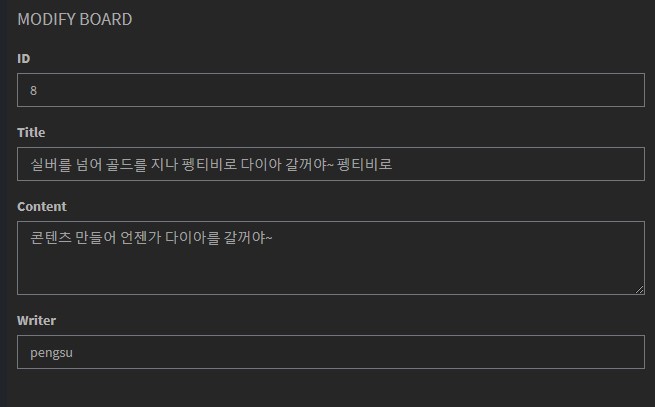 MODIFY BOARD
ID
8
Title
실버를 넘어 골드를 지나 펭티비로 다이아 갈꺼야~ 펭티비로
Content
콘텐츠 만들어 언젠가 다이아를 갈꺼야~
Writer
pengsu